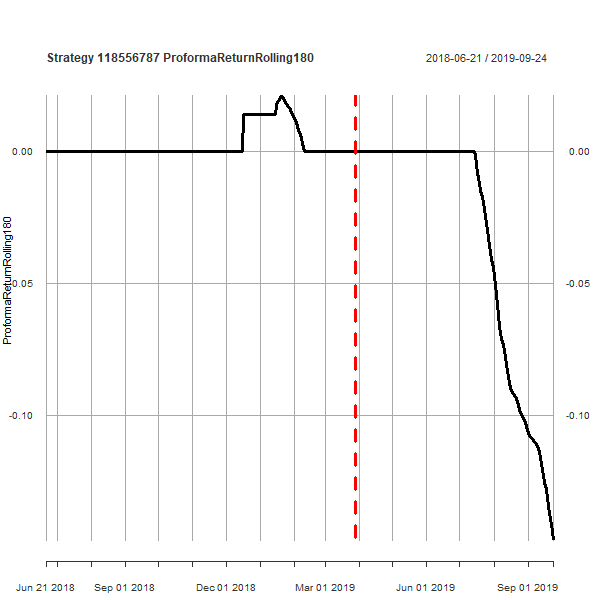 Strategy 118556787 ProformaReturnRolling180
2018-06-21 / 2019-09-24
0.00
0.00
ProformaReturnRolling180
-0.05
-0.05
-0.10
-0.10
Jun 21 2018
Sep 01 2018
Dec 01 2018
Mar 01 2019
Jun 01 2019
Sep 01 2019